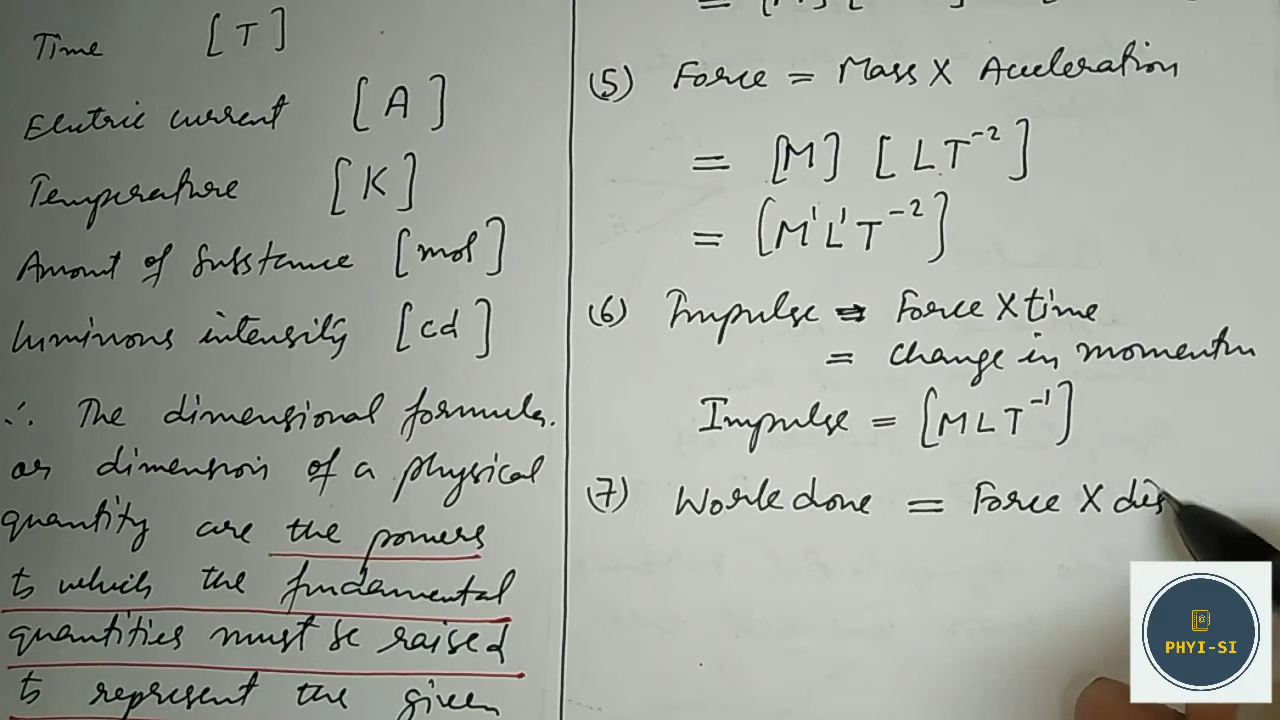 Time [T]
Electric current [A]
Temperature [K]
Amount of Substance [mol]
Luminous intensity [cd]
∴ The dimensional formula
or dimension of a physical
quantity are the powers
to which the fundamental
quantities must be raised
to represent the given
(5) Force = Mass X Acceleration
= [M] [LT⁻²]
= [M¹L¹T⁻²]
(6) Impulse = Force X time
= change in momentum
Impulse = [MLT⁻¹]
(7) Work done = Force X dis
PHYI-SI